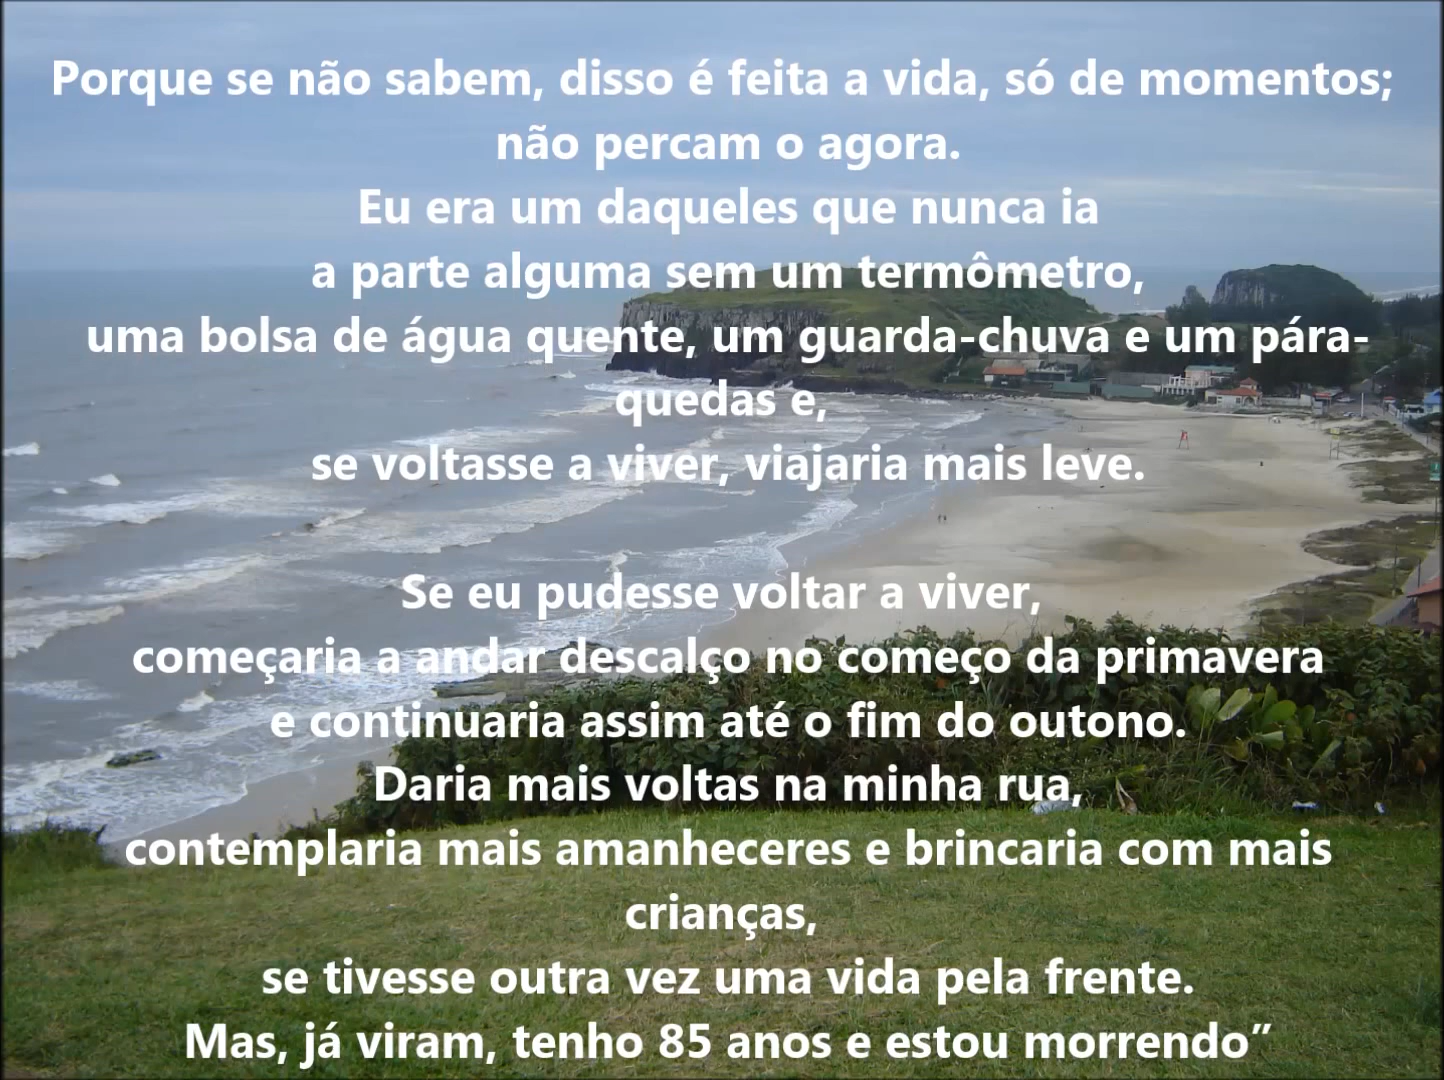 Porque se não sabem, disso é feita a vida, só de momentos;
não percam o agora.
Eu era um daqueles que nunca ia
a parte alguma sem um termômetro,
uma bolsa de água quente, um guarda-chuva e um pára-
quedas e,
se voltasse a viver, viajaria mais leve.
Se eu pudesse voltar a viver,
começaria a andar descalço no começo da primavera
e continuaria assim até o fim do outono.
Daria mais voltas na minha rua,
contemplaria mais amanheceres e brincaria com mais
crianças,
se tivesse outra vez uma vida pela frente.
Mas, já viram, tenho 85 anos e estou morrendo”